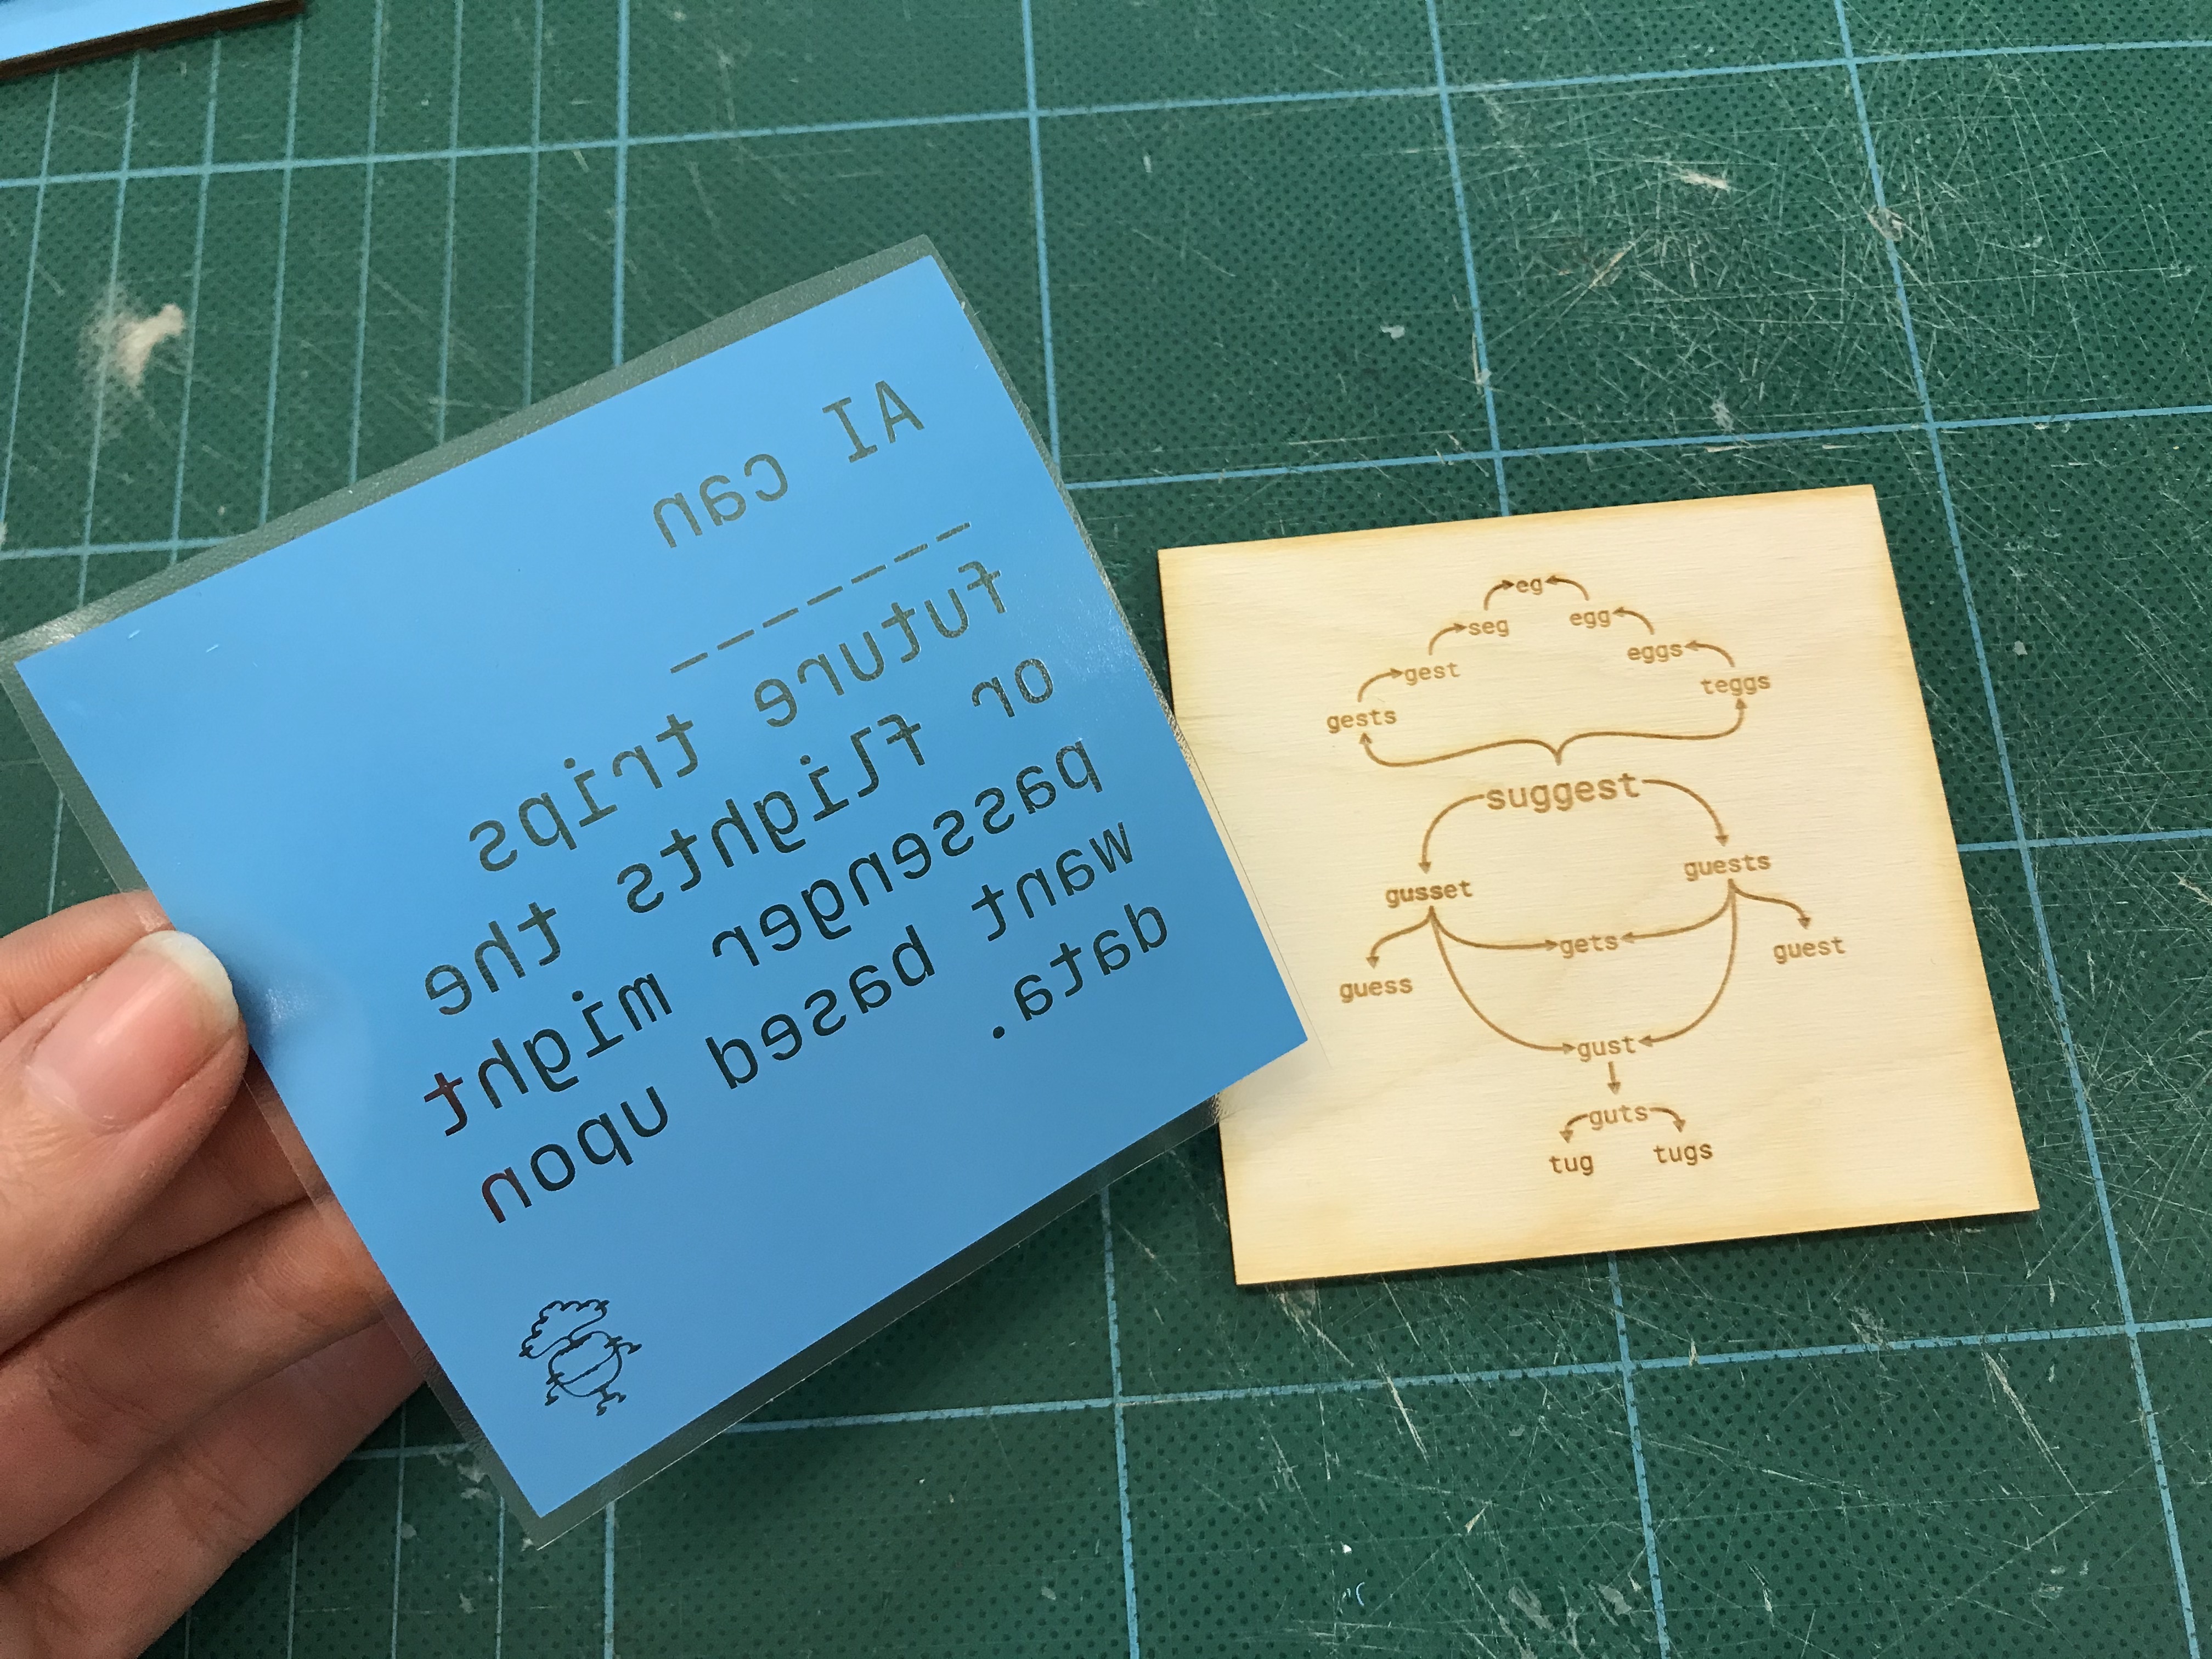 AI can
_ _ _ _ _ _ _
future trips
or flights the
passenger might
want based upon
data.
eg
seg egg
gest eggs
gests teggs
suggest
gusset guests
guess gets guest
gust
guts
tug tugs